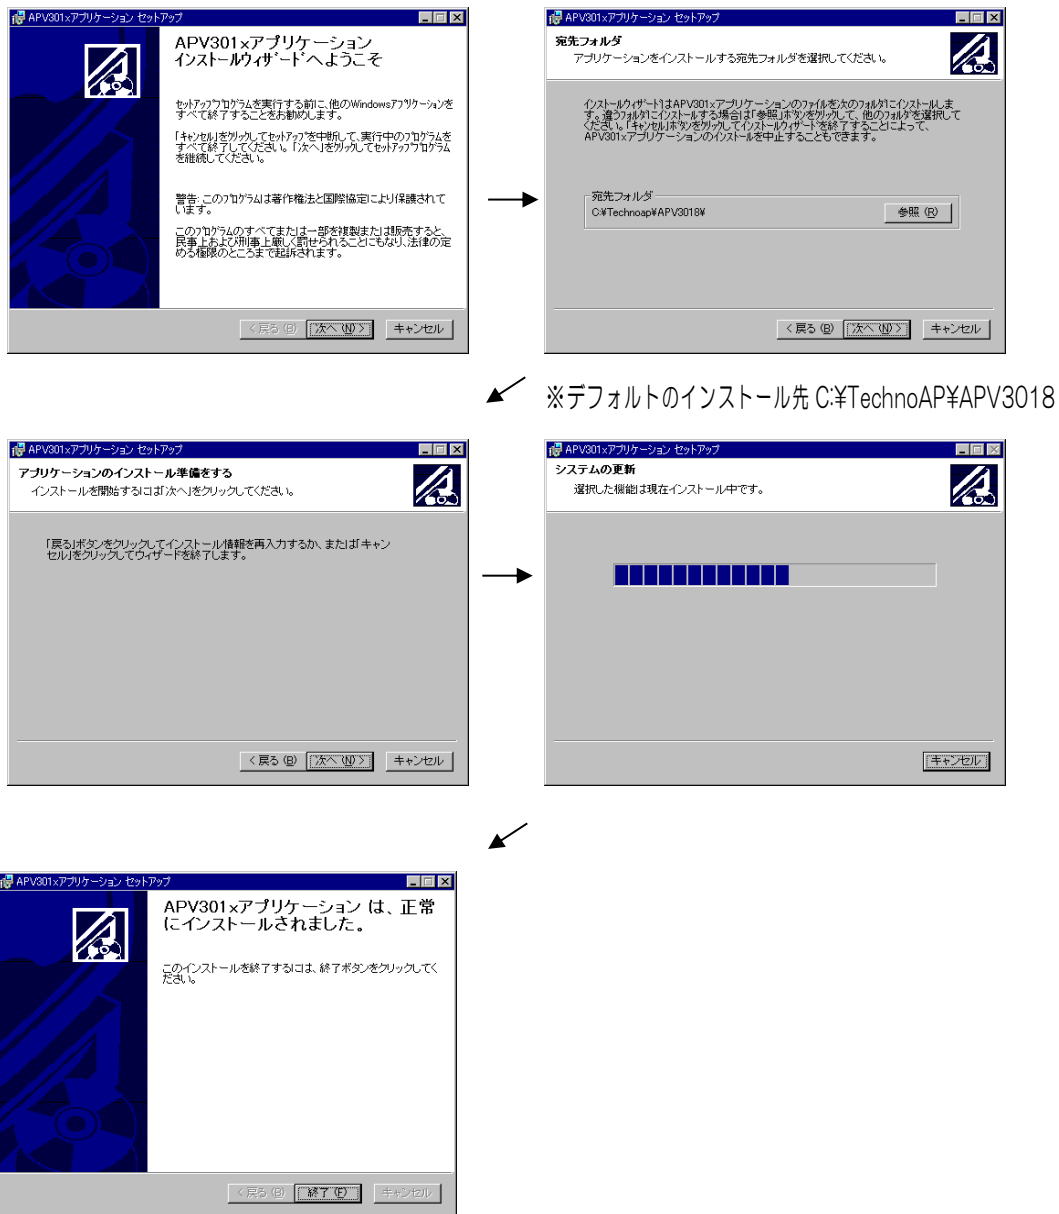 APV301xアプリケーション セットアップ
APV301xアプリケーション
インストールウィザードへようこそ
セットアッププログラムを実行する前に、他のWindowsアプリケーションを
すべて終了することをお勧めします。
「キャンセル」をクリックしてセットアップを中断して、実行中のプログラムを
すべて終了してください。「次へ」をクリックしてセットアッププログラム
を継続してください。
警告: このプログラムは著作権法と国際協定により保護されて
います。
このプログラムのすべてまたは一部を複製または販売すると、
民事上および刑事上厳しく罰せられることにもなり、法律の定
める極限のところまで起訴されます。
< 戻る (B) 次へ (N) > キャンセル
APV301xアプリケーション セットアップ
宛先フォルダ
アプリケーションをインストールする宛先フォルダを選択してください。
インストールウィザードはAPV301xアプリケーションのファイルを次のフォルダにインストールしま
す。違うフォルダにインストールする場合は「参照」ボタンをクリックして、他のフォルダを選択して
ください。「キャンセル」ボタンをクリックしてインストールウィザードを終了することによって、
APV301xアプリケーションのインストールを中止することもできます。
宛先フォルダ
C:¥Technoap¥APV3018¥
参照 (R)
< 戻る (B) 次へ (N) > キャンセル
※デフォルトのインストール先 C:¥TechnoAP¥APV3018
APV301xアプリケーション セットアップ
アプリケーションのインストール準備をする
インストールを開始するには「次へ」をクリックしてください。
「戻る」ボタンをクリックしてインストール情報を再入力するか、または「キャン
セル」をクリックしてウィザードを終了します。
< 戻る (B) 次へ (N) > キャンセル
APV301xアプリケーション セットアップ
システムの更新
選択した機能は現在インストール中です。
キャンセル
APV301xアプリケーション セットアップ
APV301xアプリケーション は、正常
にインストールされました。
このインストールを終了するには、終了ボタンをクリックしてく
ださい。
< 戻る (B) 終了 (F) キャンセル